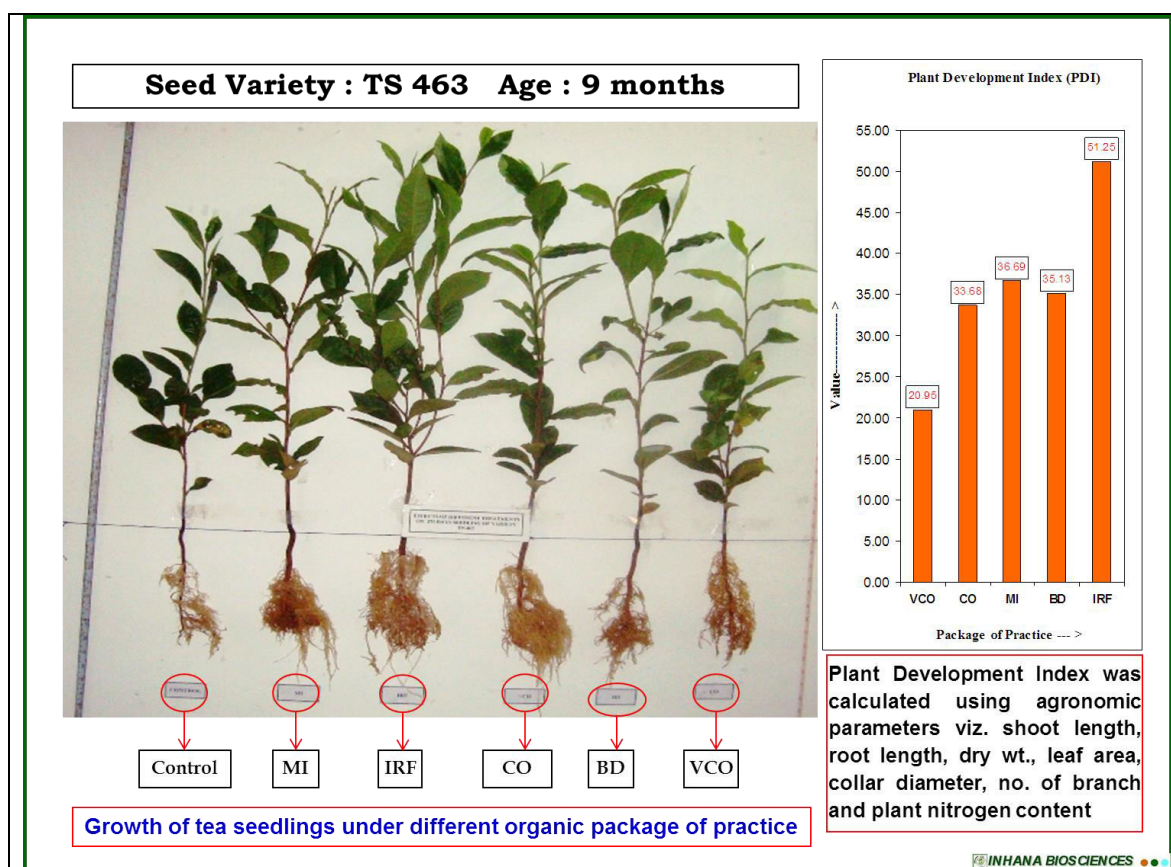 Seed Variety : TS 463 Age : 9 months
CONTROL
MI
IRF
Control
MI
IRF
CO
BD
VCO
Growth of tea seedlings under different organic package of practice
Plant Development Index (PDI)
Value-------------- >
55.00
50.00
45.00
40.00
35.00
30.00
25.00
20.00
15.00
10.00
5.00
0.00
20.95
33.68
36.69
35.13
51.25
VCO CO MI BD IRF
Package of Practice --- >
Plant Development Index was
calculated using agronomic
parameters viz. shoot length,
root length, dry wt., leaf area,
collar diameter, no. of branch
and plant nitrogen content
INHANA BIOSCIENCES